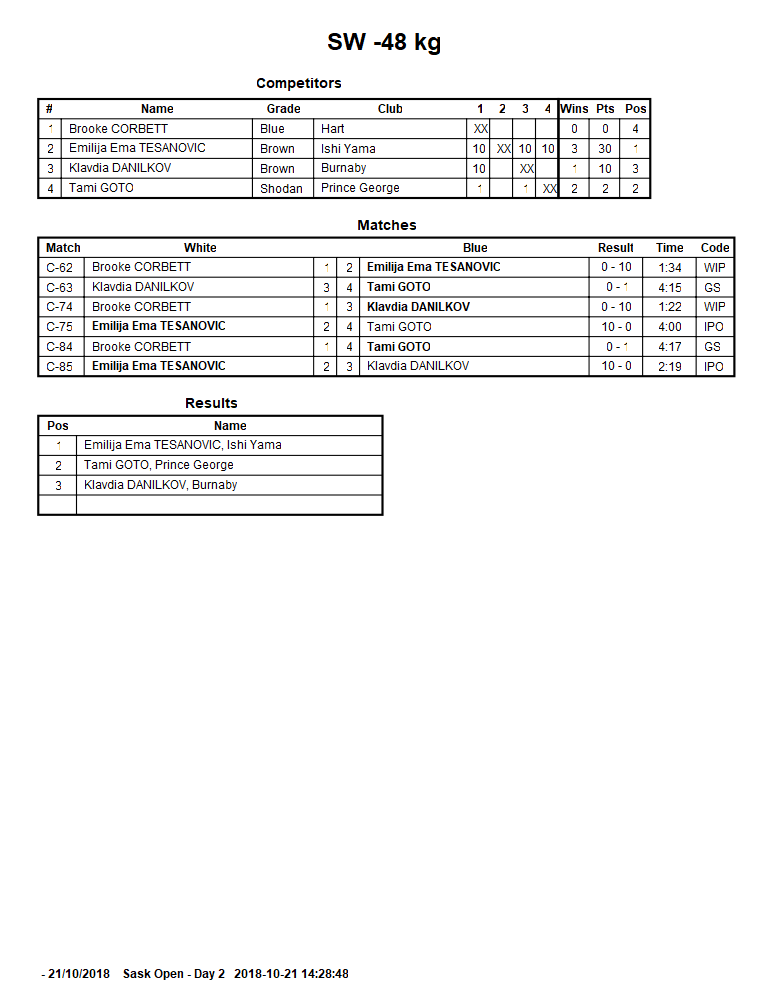 SW -48 kg
Competitors
# Name Grade Club 1 2 3 4 Wins Pts Pos
1 Brooke CORBETT Blue Hart XX 0 0 4
2 Emilija Ema TESANOVIC Brown Ishi Yama 10 XX 10 10 3 30 1
3 Klavdia DANILKOV Brown Burnaby 10 XX 1 10 3
4 Tami GOTO Shodan Prince George 1 1 XX 2 2 2
Matches
Match White Blue Result Time Code
C-62 Brooke CORBETT 1 2 Emilija Ema TESANOVIC 0 - 10 1:34 WIP
C-63 Klavdia DANILKOV 3 4 Tami GOTO 0 - 1 4:15 GS
C-74 Brooke CORBETT 1 3 Klavdia DANILKOV 0 - 10 1:22 WIP
C-75 Emilija Ema TESANOVIC 2 4 Tami GOTO 10 - 0 4:00 IPO
C-84 Brooke CORBETT 1 4 Tami GOTO 0 - 1 4:17 GS
C-85 Emilija Ema TESANOVIC 2 3 Klavdia DANILKOV 10 - 0 2:19 IPO
Results
Pos Name
1 Emilija Ema TESANOVIC, Ishi Yama
2 Tami GOTO, Prince George
3 Klavdia DANILKOV, Burnaby
- 21/10/2018 Sask Open - Day 2 2018-10-21 14:28:48